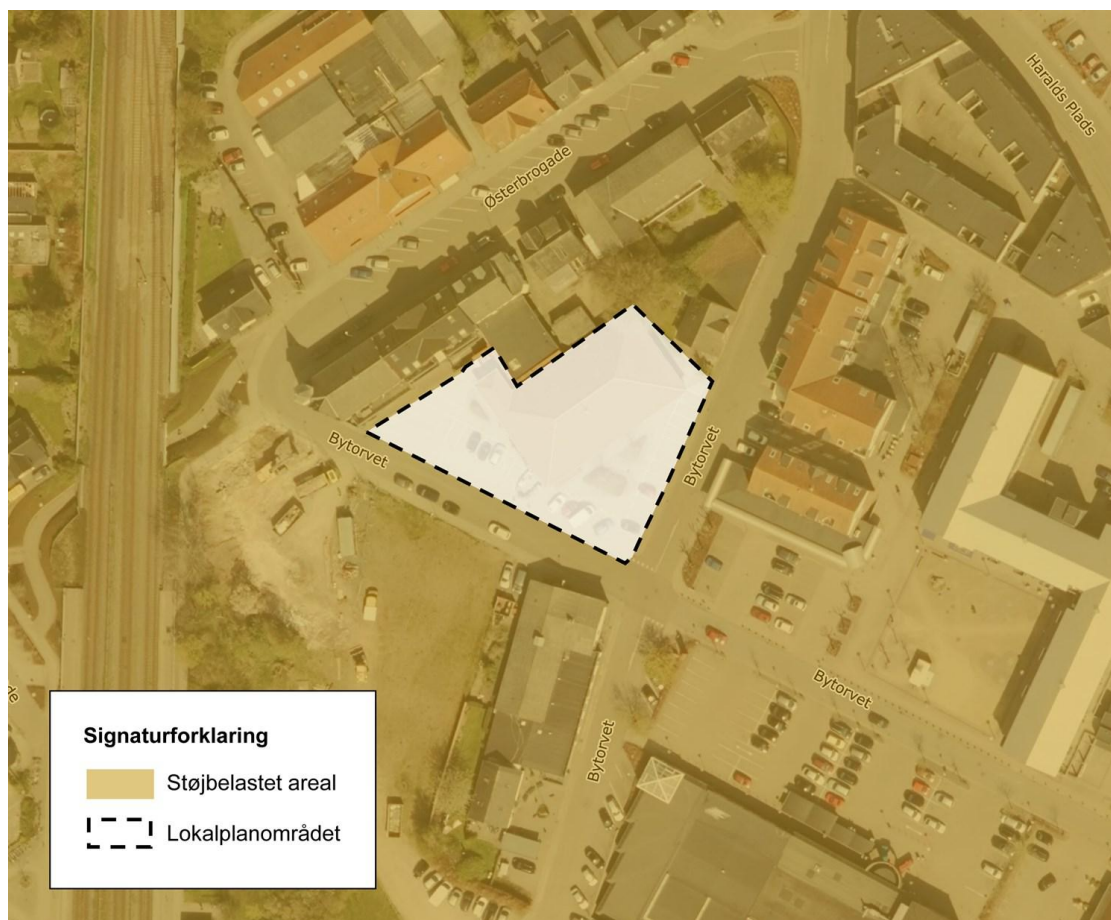 Haralds Plads
Østerbrogade
Bytorvet
Bytorvet
Bytorvet
Bytorvet
Signaturforklaring
Støjbelastet areal
Lokalplanområdet